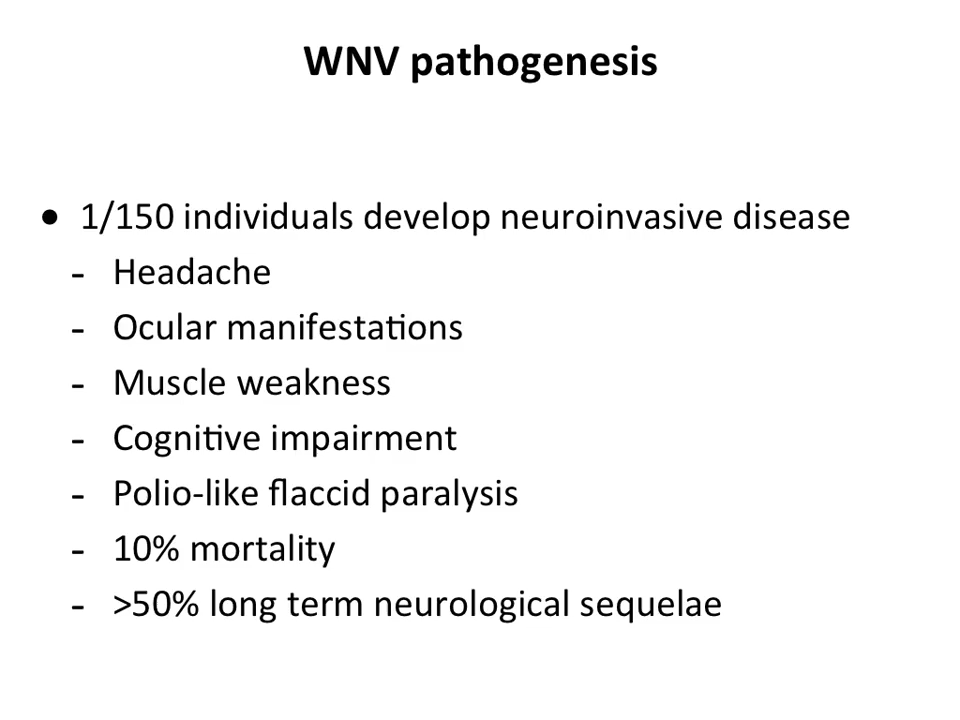 WNV pathogenesis
• 1/150 individuals develop neuroinvasive disease
- Headache
- Ocular manifestations
- Muscle weakness
- Cognitive impairment
- Polio-like flaccid paralysis
- 10% mortality
- >50% long term neurological sequelae